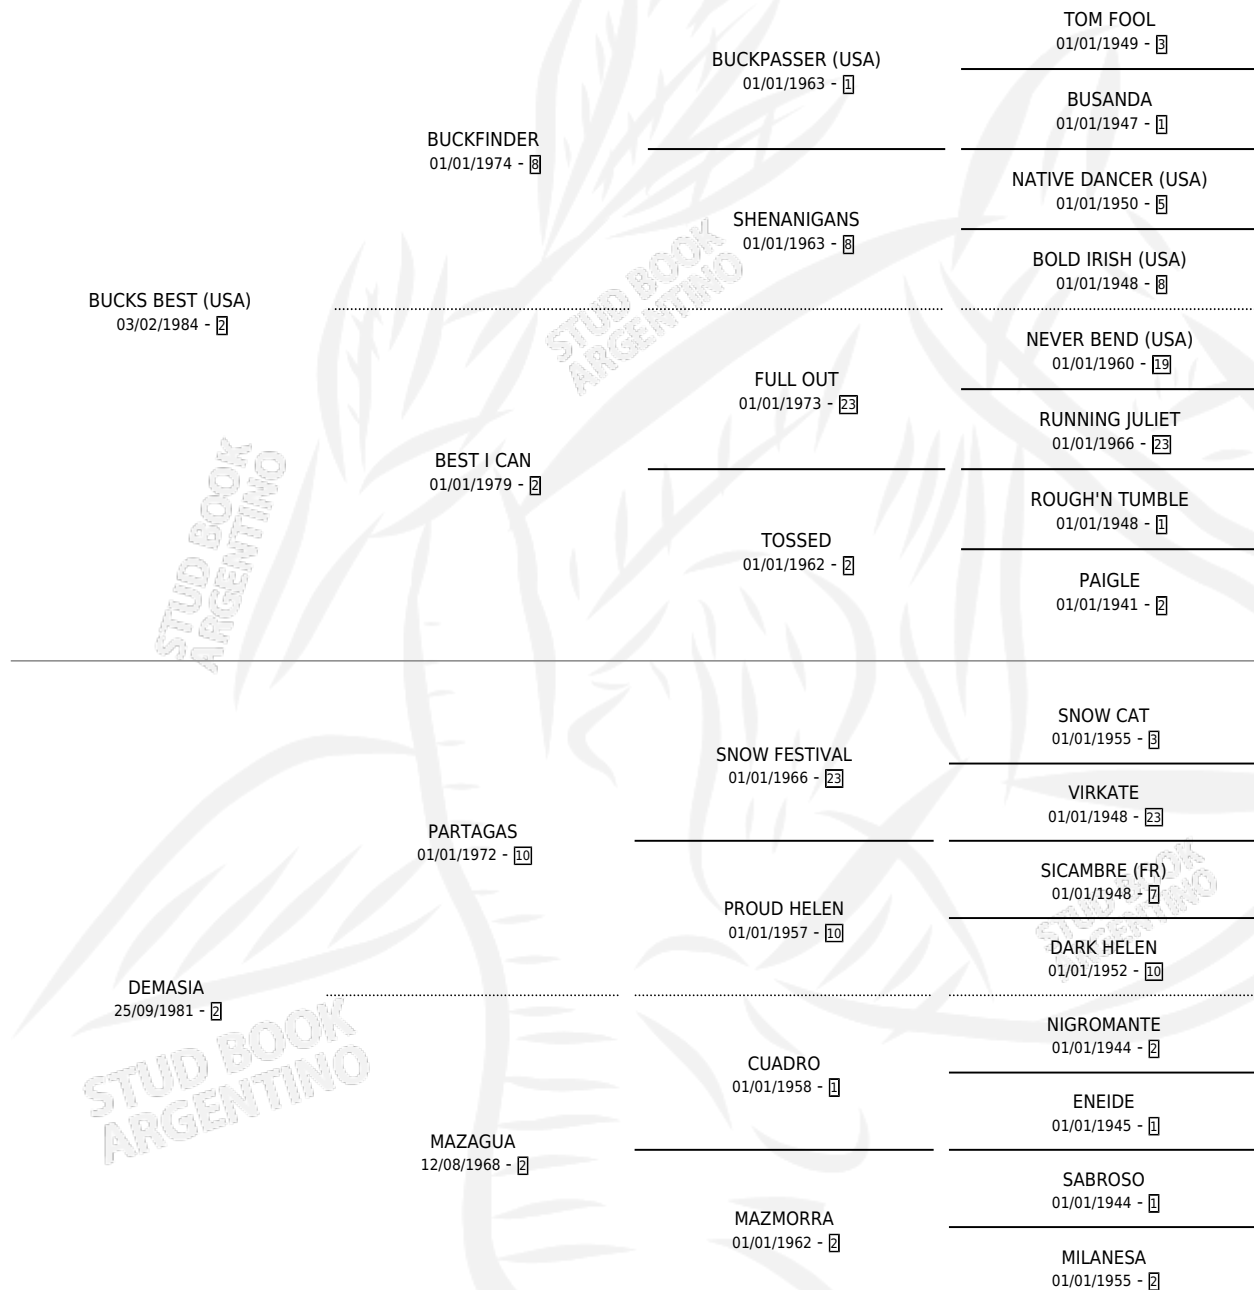 TOM FOOL
01/01/1949 - 3
BUCKPASSER (USA)
01/01/1963 - 1
BUSANDA
01/01/1947 - 1
BUCKFINDER
01/01/1974 - 8
NATIVE DANCER (USA)
01/01/1950 - 5
SHENANIGANS
01/01/1963 - 8
BOLD IRISH (USA)
01/01/1948 - 8
BUCKS BEST (USA)
03/02/1984 - 2
STUD BOOK
ARGENTINO
NEVER BEND (USA)
01/01/1960 - 19
FULL OUT
01/01/1973 - 23
RUNNING JULIET
01/01/1966 - 23
BEST I CAN
01/01/1979 - 2
ROUGH'N TUMBLE
01/01/1948 - 1
TOSSED
01/01/1962 - 2
PAIGLE
01/01/1941 - 2
STUD BOOK
ARGENTINO
SNOW CAT
01/01/1955 - 3
SNOW FESTIVAL
01/01/1966 - 23
VIRKATE
01/01/1948 - 23
PARTAGAS
01/01/1972 - 10
SICAMBRE (FR)
01/01/1948 - 7
PROUD HELEN
01/01/1957 - 10
DARK HELEN
01/01/1952 - 10
STUD BOOK
ARGENTINO
DEMASIA
25/09/1981 - 2
STUD BOOK
ARGENTINO
NIGROMANTE
01/01/1944 - 2
CUADRO
01/01/1958 - 1
ENEIDE
01/01/1945 - 1
MAZAGUA
12/08/1968 - 2
SABROSO
01/01/1944 - 1
MAZMORRA
01/01/1962 - 2
MILANESA
01/01/1955 - 2